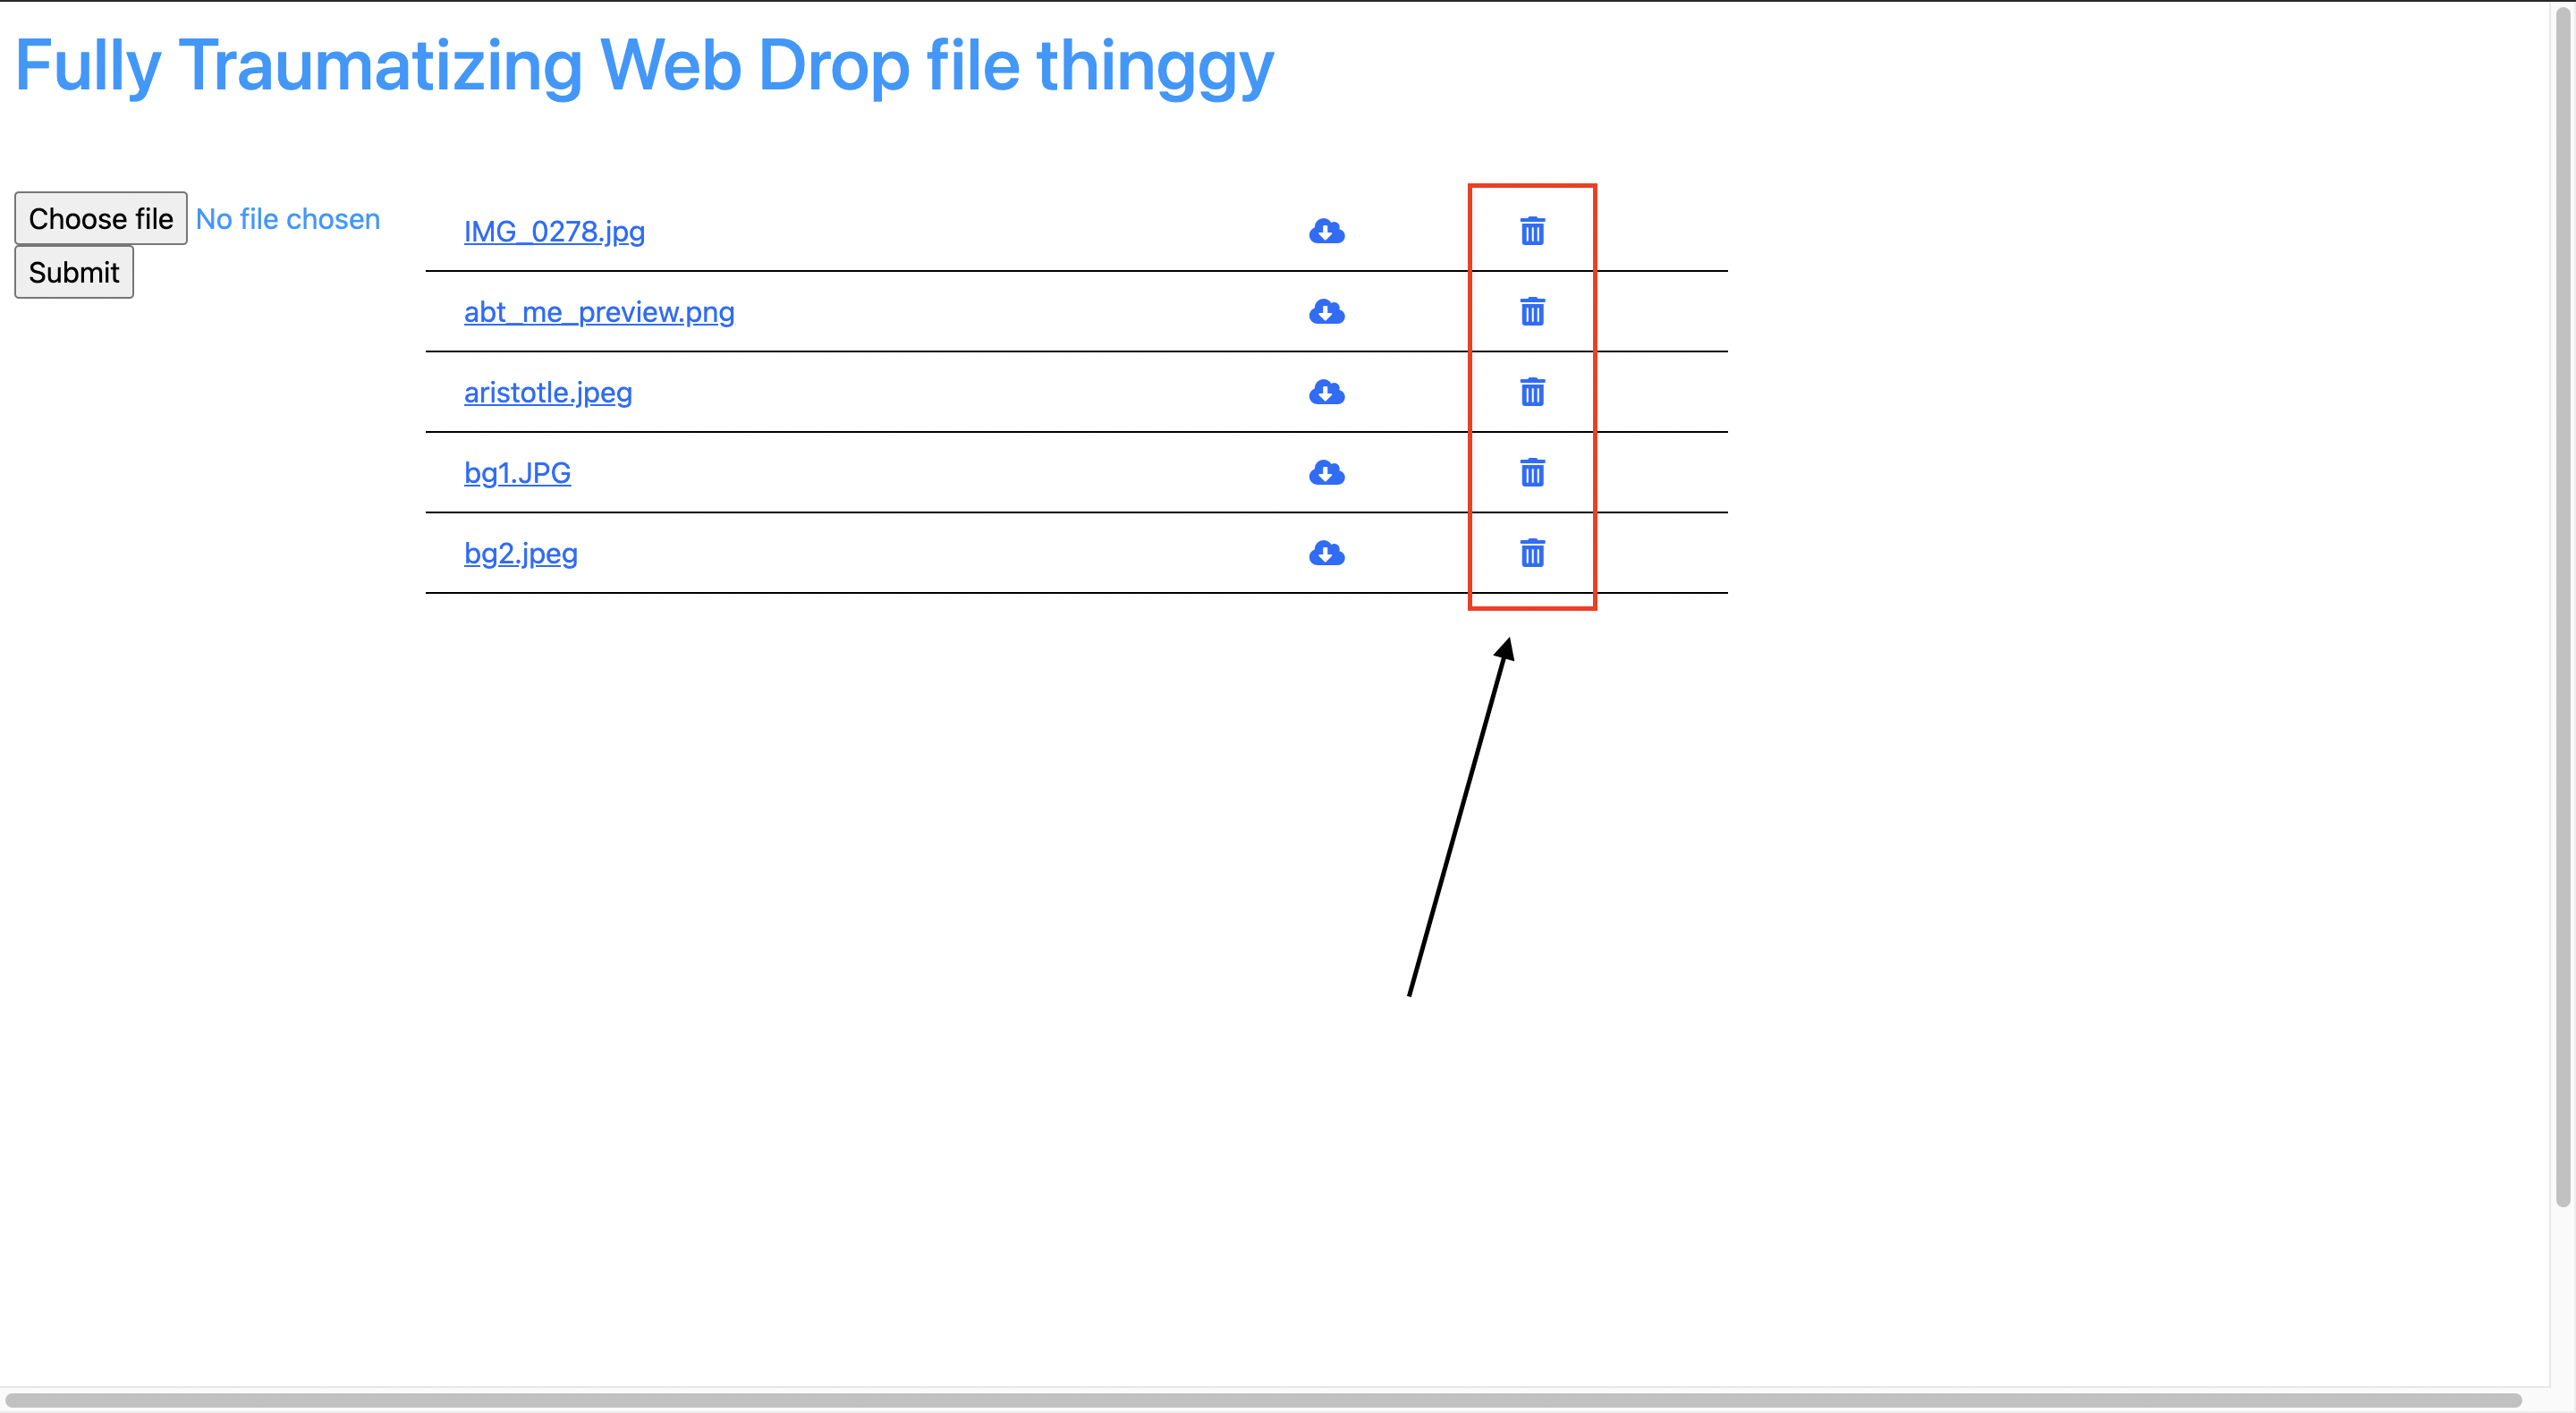 Fully Traumatizing Web Drop file thinggy
Choose file No file chosen
Submit
IMG_0278.jpg
abt_me_preview.png
aristotle.jpeg
bg1.JPG
bg2.jpeg